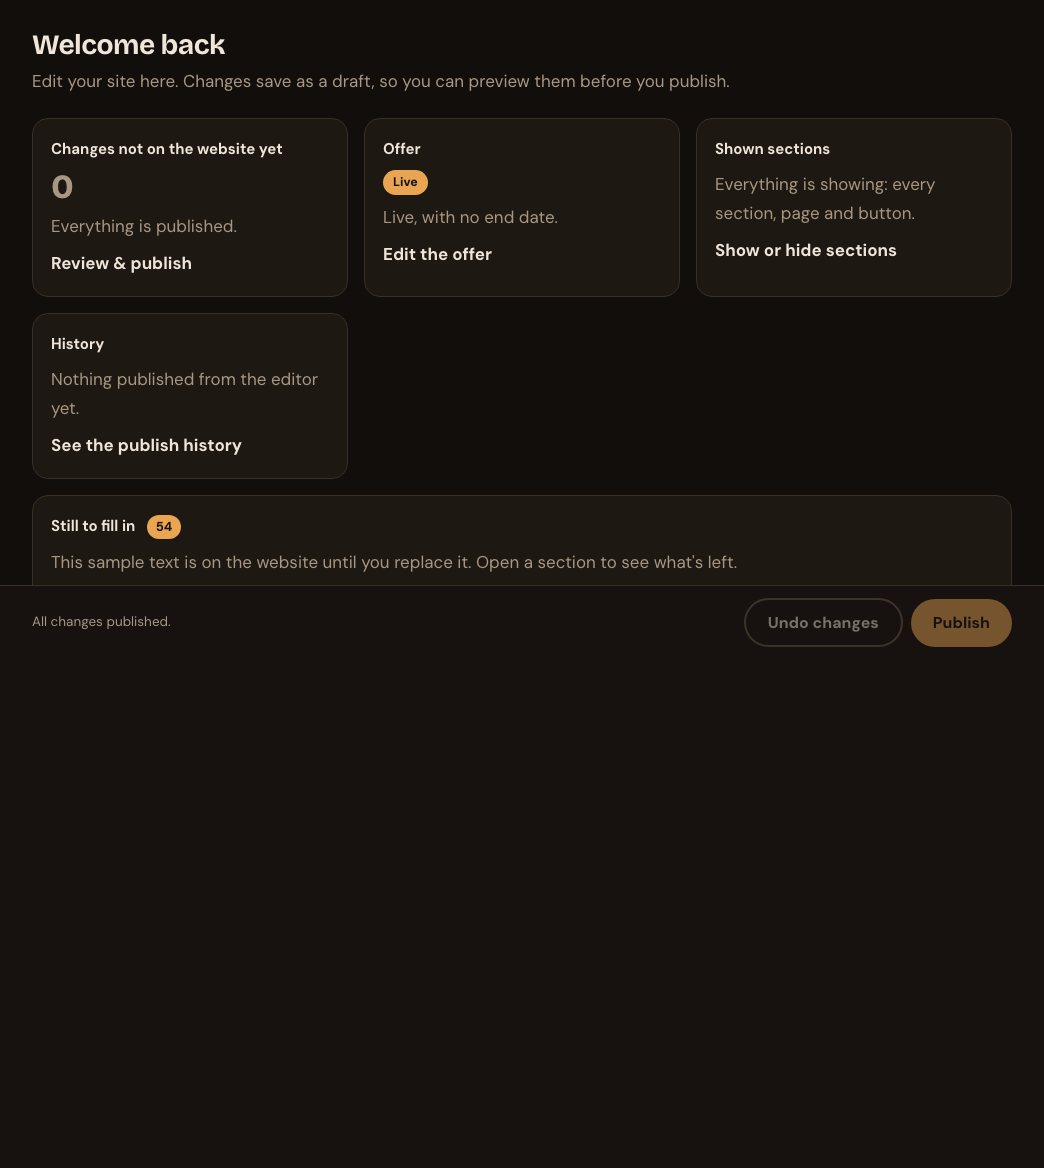 Welcome back
Edit your site here. Changes save as a draft, so you can preview them before you publish.
Changes not on the website yet
0
Everything is published.
Review & publish
Offer
Live
Live, with no end date.
Edit the offer
Shown sections
Everything is showing: every
section, page and button.
Show or hide sections
History
Nothing published from the editor
yet.
See the publish history
Still to fill in 54
This sample text is on the website until you replace it. Open a section to see what's left.
All changes published.
Undo changes
Publish